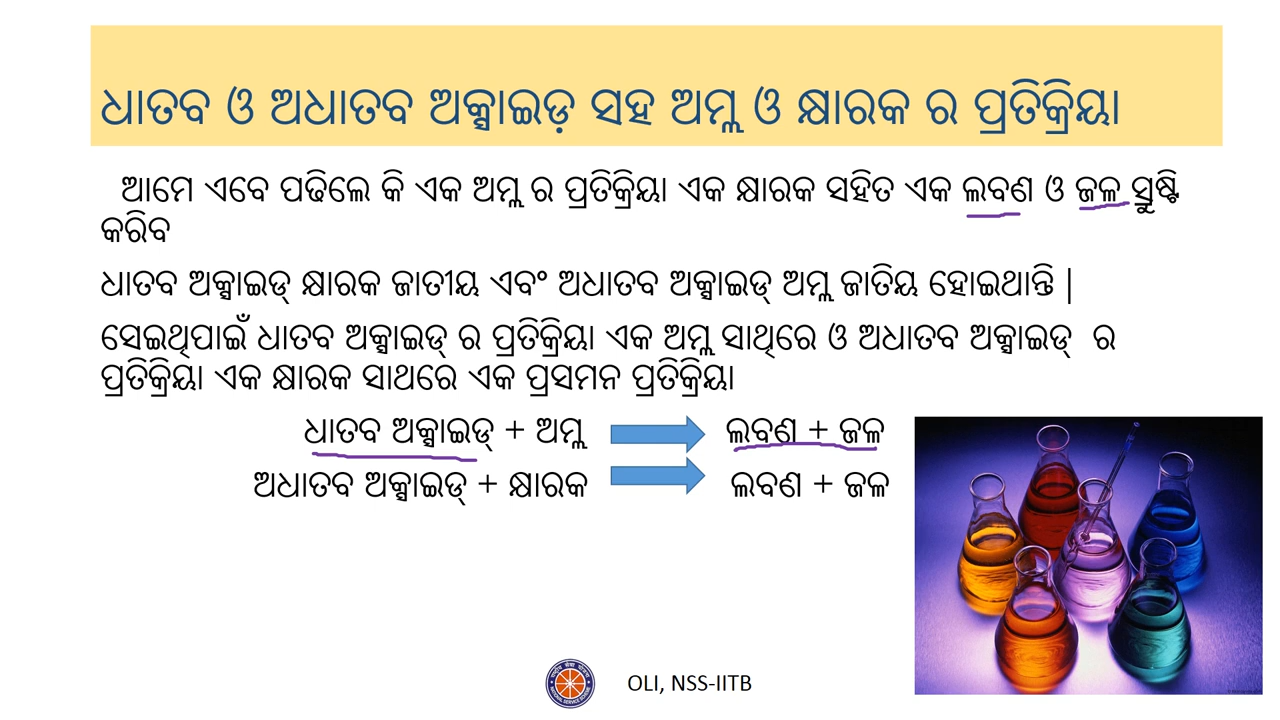 ଧାତବ ଓ ଅଧାତବ ଅକ୍ସାଇଡ଼ ସହ ଅମ୍ଳ ଓ କ୍ଷାରକ ର ପ୍ରତିକ୍ରିୟା
ଆମେ ଏବେ ପଢିଲେ କି ଏକ ଅମ୍ଳ ର ପ୍ରତିକ୍ରିୟା ଏକ କ୍ଷାରକ ସହିତ ଏକ ଲବଣ ଓ ଜଳ ସ୍ରୁଷ୍ଟି
କରିବ
ଧାତବ ଅକ୍ସାଇଡ୍ କ୍ଷାରକ ଜାତୀୟ ଏବଂ ଅଧାତବ ଅକ୍ସାଇଡ୍ ଅମ୍ଳ ଜାତିୟ ହୋଇଥାନ୍ତି |
ସେଇଥିପାଇଁ ଧାତବ ଅକ୍ସାଇଡ୍ ର ପ୍ରତିକ୍ରିୟା ଏକ ଅମ୍ଳ ସାଥିରେ ଓ ଅଧାତବ ଅକ୍ସାଇଡ୍ ର
ପ୍ରତିକ୍ରିୟା ଏକ କ୍ଷାରକ ସାଥରେ ଏକ ପ୍ରସମନ ପ୍ରତିକ୍ରିୟା
ଧାତବ ଅକ୍ସାଇଡ୍ + ଅମ୍ଳ ଲବଣ + ଜଳ
ଅଧାତବ ଅକ୍ସାଇଡ୍ + କ୍ଷାରକ ଲବଣ + ଜଳ
OLI, NSS-IITB